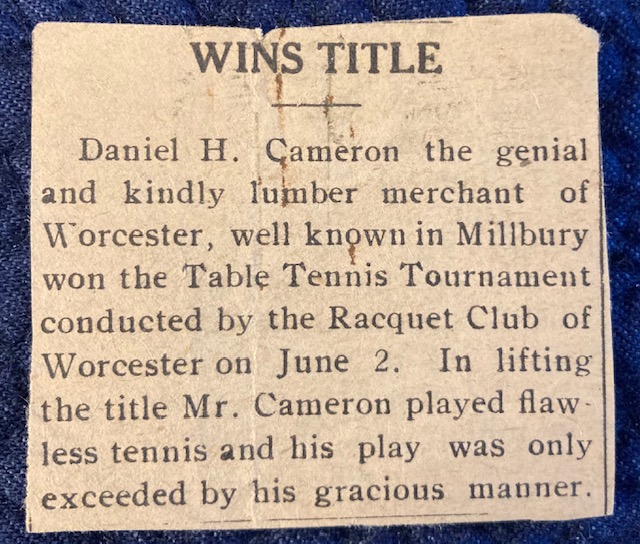 WINS TITLE
Daniel H. Cameron the genial
and kindly lumber merchant of
Worcester, well known in Millbury
won the Table Tennis Tournament
conducted by the Racquet Club of
Worcester on June 2. In lifting
the title Mr. Cameron played flaw-
less tennis and his play was only
exceeded by his gracious manner.